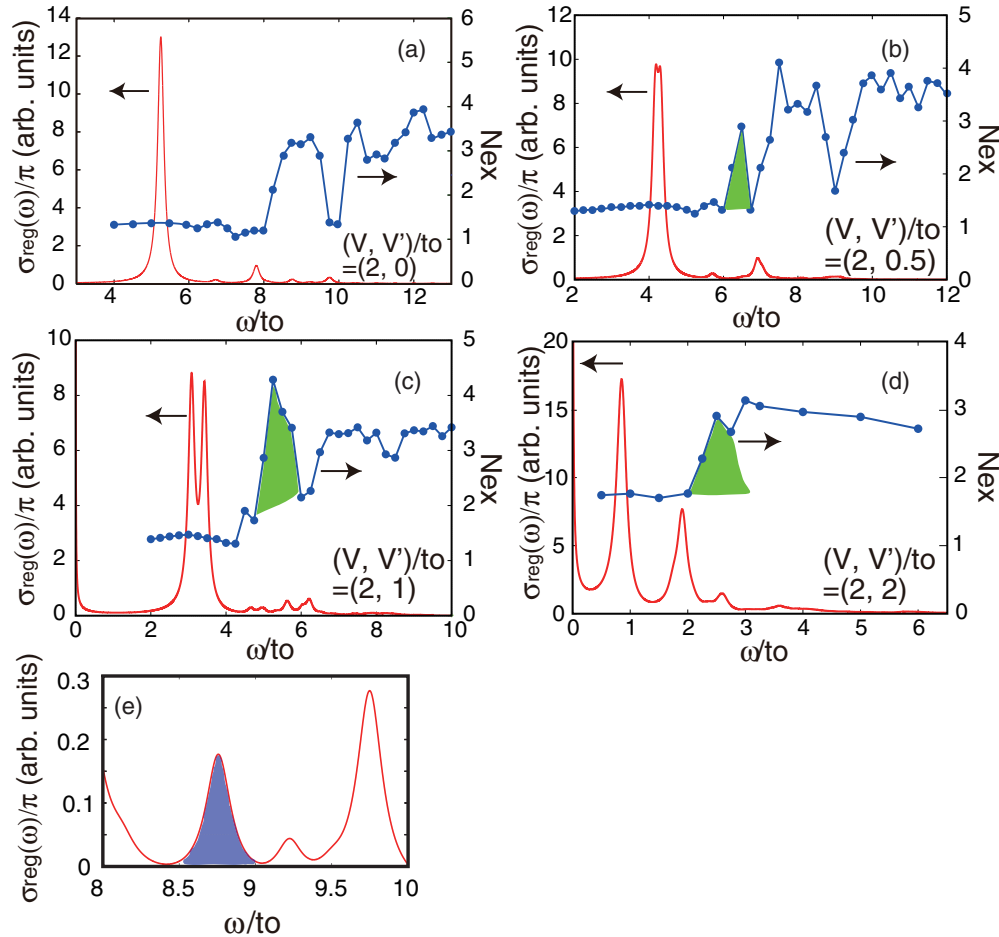 (a)
σreg(ω)/π (arb. units)
14
12
10
8
6
4
2
0
4 6 8 10 12
ω/to
6
5
4
3
2
1
0
Nex
(V, V')/to
=(2, 0)
(b)
σreg(ω)/π (arb. units)
12
10
8
6
4
2
0
2 4 6 8 10 12
ω/to
5
4
3
2
1
0
Nex
(V, V')/to
=(2, 0.5)
(c)
σreg(ω)/π (arb. units)
10
8
6
4
2
0
0 2 4 6 8 10
ω/to
5
4
3
2
1
0
Nex
(V, V')/to
=(2, 1)
(d)
σreg(ω)/π (arb. units)
20
15
10
5
0
0 1 2 3 4 5 6
ω/to
4
3
2
1
0
Nex
(V, V')/to
=(2, 2)
(e)
σreg(ω)/π (arb. units)
0.3
0.2
0.1
0
8 8.5 9 9.5 10
ω/to